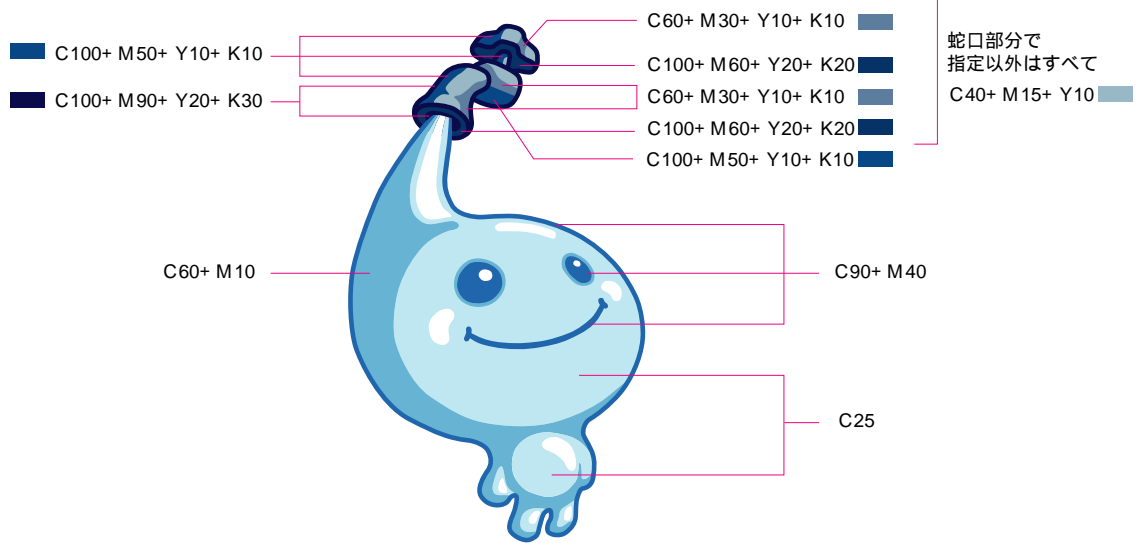 C100+ M50+ Y10+ K10
C100+ M90+ Y20+ K30
C60+ M30+ Y10+ K10
C100+ M60+ Y20+ K20
C60+ M30+ Y10+ K10
C100+ M60+ Y20+ K20
C100+ M50+ Y10+ K10
蛇口部分で
指定以外はすべて
C40+ M15+ Y10
C60+ M10
C90+ M40
C25